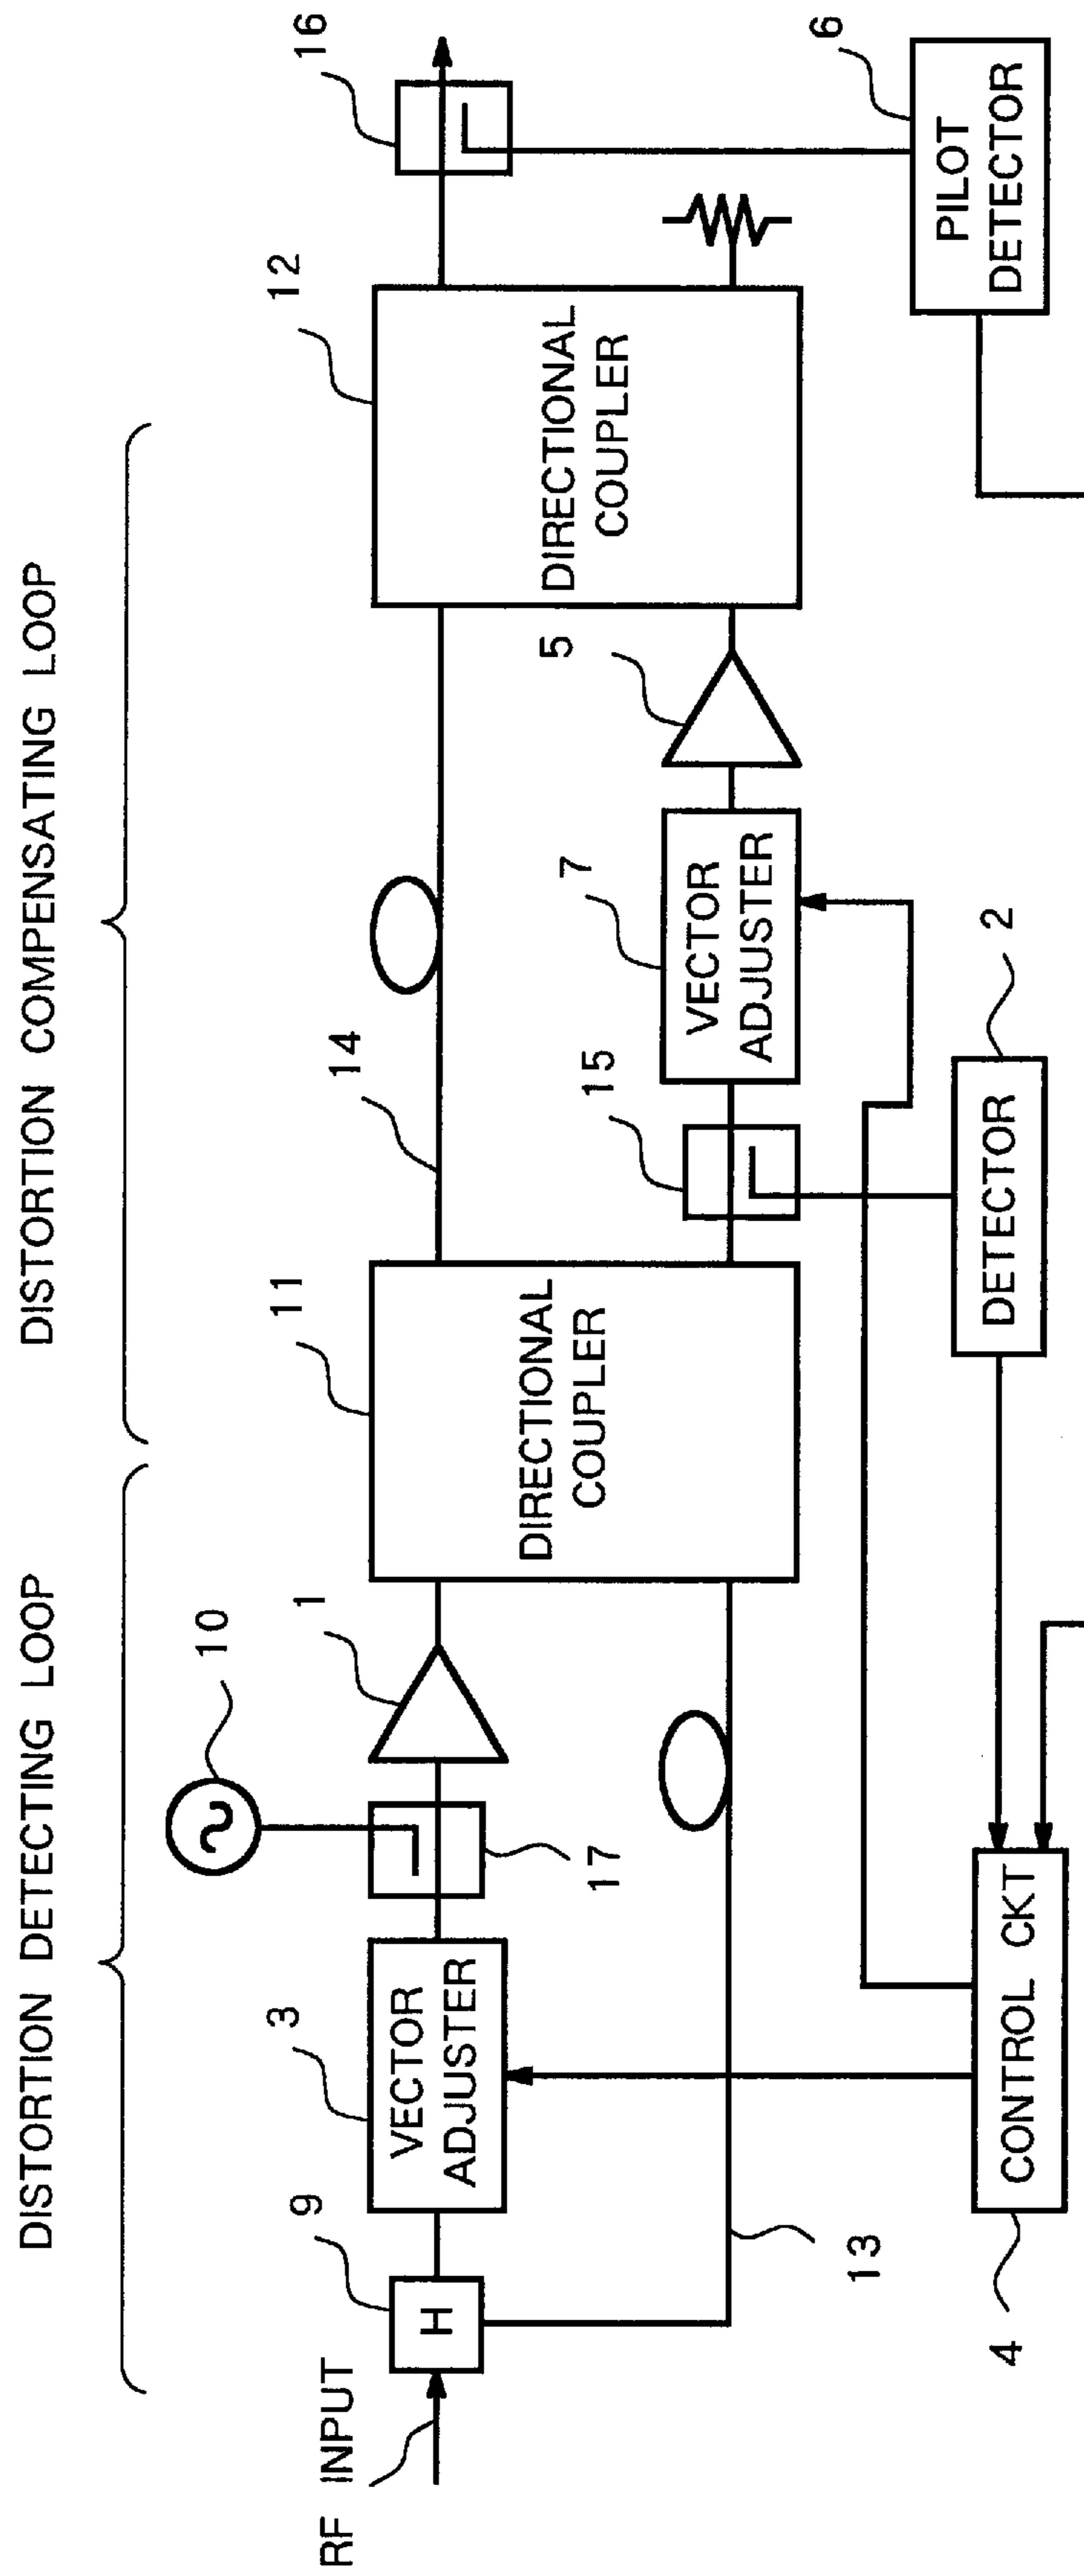 DISTORTION DETECTING LOOP
DISTORTION COMPENSATING LOOP
RF INPUT
9
H
3
VECTOR
ADJUSTER
10
17
1
11
DIRECTIONAL
COUPLER
14
12
DIRECTIONAL
COUPLER
16
13
15
7
VECTOR
ADJUSTER
5
4
CONTROL CKT
DETECTOR
2
PILOT
DETECTOR
6